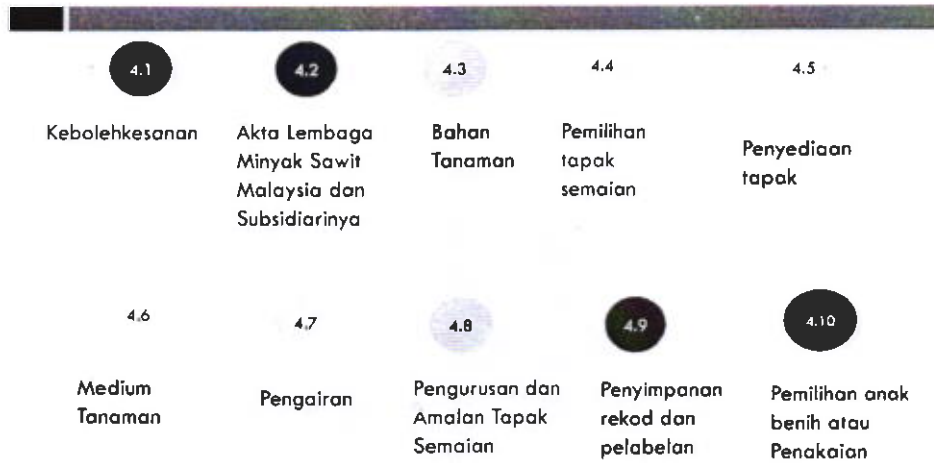 4.1
4.2
4.3
4.4
4.5
Kebolehkesanan
Akta Lembaga
Minyak Sawit
Malaysia dan
Subsidiarinya
Bahan
Tanaman
Pemilihan
tapak
semaian
Penyediaan
tapak
4.6
4.7
4.8
4.9
4.10
Medium
Tanaman
Pengairan
Pengurusan dan
Amalan Tapak
Semaian
Penyimpanan
rekod dan
pelabelan
Pemilihan anak
benih atau
Penakaian